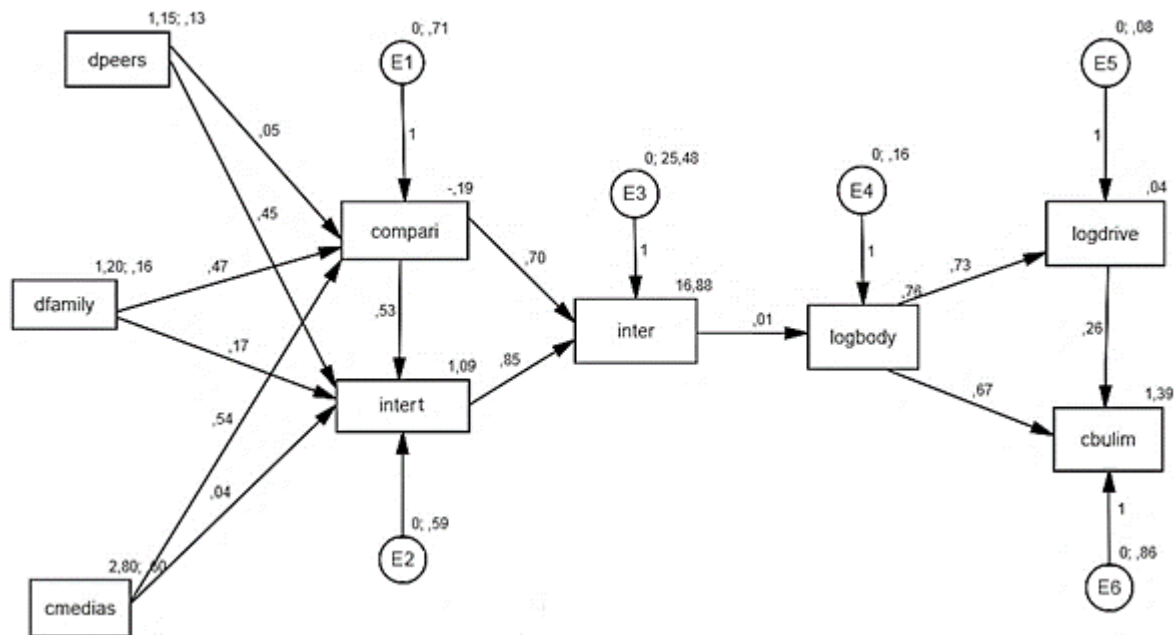 1,15; ,13
dpeers
0; ,71
E1
1
0; ,08
E5
1
,05
,45
-,19
compari
0; 25,48
E3
1
0; ,16
E4
1
,04
logdrive
1,20; ,16
dfamily
,47
,17
,53
,70
16,88
inter
,01
,76
logbody
,73
,26
,54
,04
1,09
intert
,85
,67
1,39
cbulim
2,80; ,60
cmedias
0; ,59
E2
1
0; ,86
E6